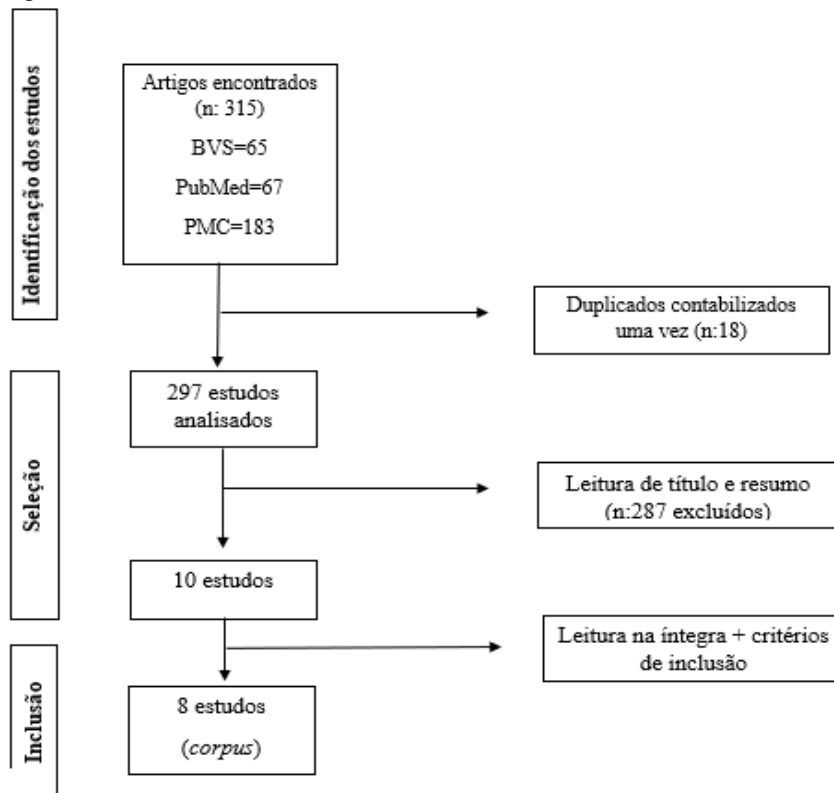 Identificação dos estudos
Artigos encontrados
(n: 315)
BVS=65
PubMed=67
PMC=183
Duplicados contabilizados
uma vez (n:18)
Seleção
297 estudos
analisados
Leitura de título e resumo
(n:287 excluídos)
10 estudos
Leitura na íntegra + critérios
de inclusão
Inclusão
8 estudos
(corpus)